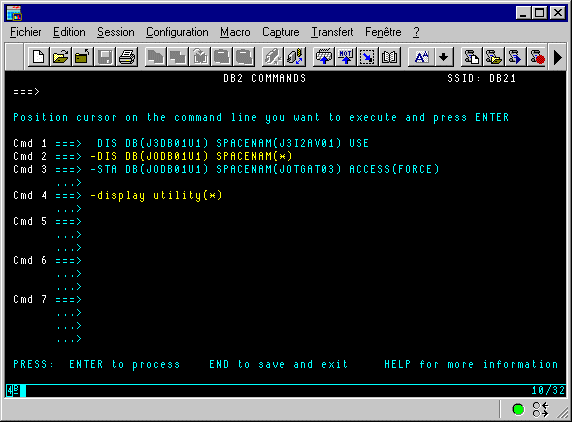 Fichier Edition Session Configuration Macro Capture Transfert Fenêtre ?
NOT
A A
DB2 COMMANDS SSID: DB21
===>
Position cursor on the command line you want to execute and press ENTER
Cmd 1 ===> DIS DB(J3DB01U1) SPACENAM(J3I2AV01) USE
Cmd 2 ===> -DIS DB(JODB01U1) SPACENAM(*)
Cmd 3 ===> -STA DB(JODB01U1) SPACENAM(JOTGAT03) ACCESS(FORCE)
...>
Cmd 4 ===> -display utility(*)
...>
Cmd 5 ===>
...>
...>
Cmd 6 ===>
...>
...>
Cmd 7 ===>
...>
...>
...>
PRESS: ENTER to process END to save and exit HELP for more information
10/32